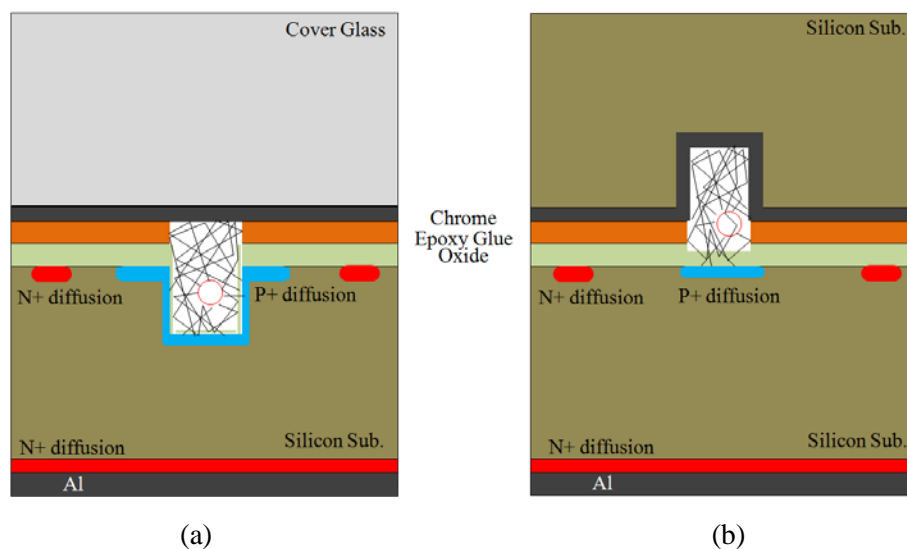 Cover Glass
Silicon Sub.
Chrome
Epoxy Glue
Oxide
N+ diffusion
P+ diffusion
N+ diffusion
P+ diffusion
N+ diffusion
Silicon Sub.
N+ diffusion
Silicon Sub.
Al
Al
(a)
(b)